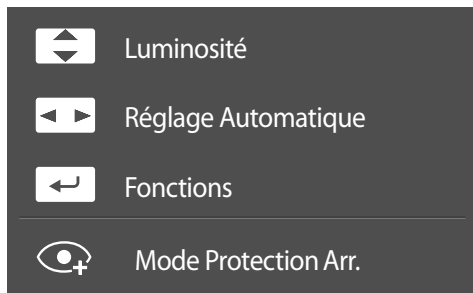 Luminosité
Réglage Automatique
Fonctions
Mode Protection Arr.